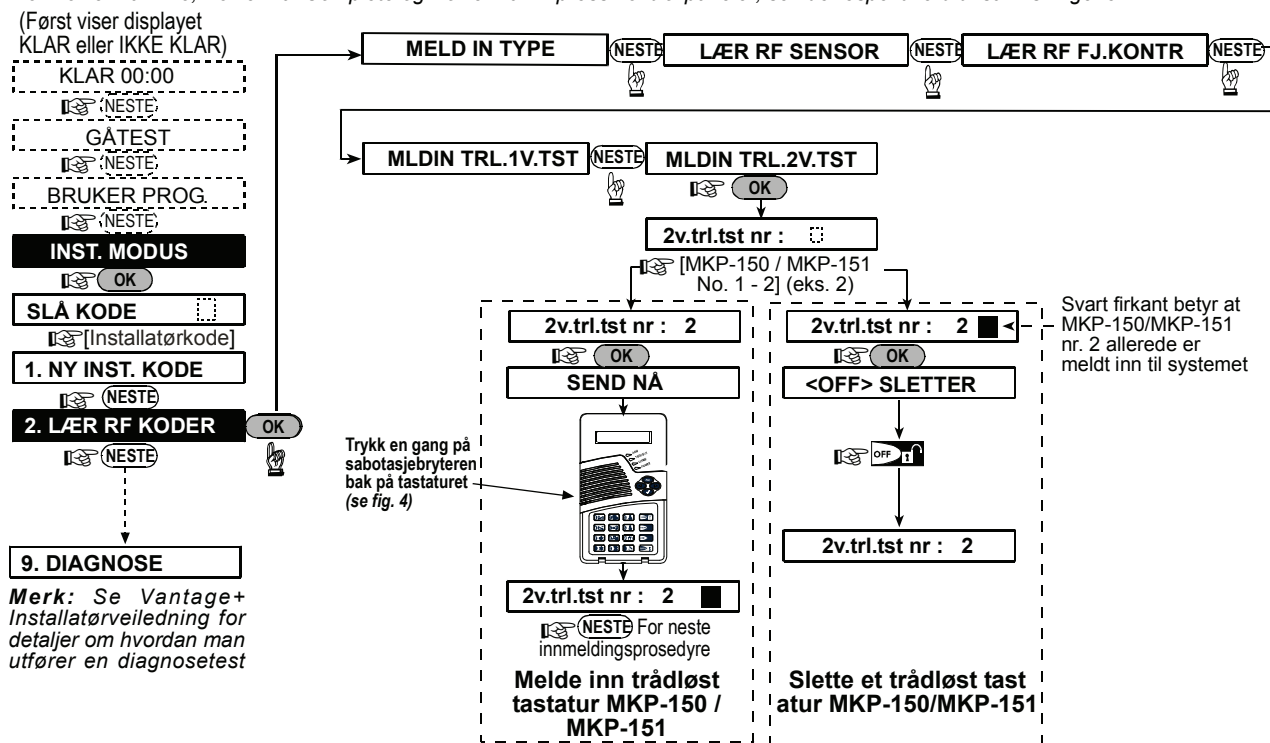 (Først viser displayet
KLAR eller IKKE KLAR)
KLAR 00:00
NESTE
GÅTEST
NESTE
BRUKER PROG.
NESTE
INST. MODUS
OK
SLÅ KODE
[Installatørkode]
1. NY INST. KODE
NESTE
2. LÆR RF KODER OK
NESTE
9. DIAGNOSE
Merk: Se Vantage+
Installatørveiledning for
detaljer om hvordan man
utfører en diagnosetest
MELD IN TYPE NESTE LÆR RF SENSOR NESTE LÆR RF FJ.KONTR NESTE
MLDIN TRL.1V.TST NESTE MLDIN TRL.2V.TST
OK
2v.trl.tst nr :
[MKP-150 / MKP-151
No. 1 - 2] (eks. 2)
2v.trl.tst nr : 2
OK
SEND NÅ
Trykk en gang på
sabotasjebryteren
bak på tastaturet
(se fig. 4)
2v.trl.tst nr : 2
NESTE For neste
innmeldingsprosedyre
Melde inn trådløst
tastatur MKP-150 /
MKP-151
2v.trl.tst nr : 2
OK
<OFF> SLETTER
OFF
2v.trl.tst nr : 2
Slette et trådløst tast
atur MKP-150/MKP-151
Svart firkant betyr at
MKP-150/MKP-151
nr. 2 allerede er
meldt inn til systemet